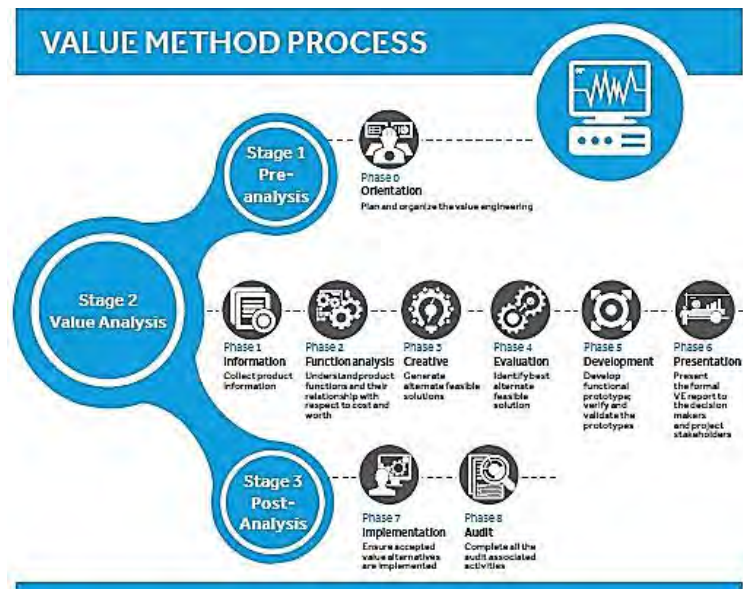 VALUE METHOD PROCESS
Stage 1
Pre-
analysis
Phase 0
Orientation
Plan and organize the value engineering
Stage 2
Value Analysis
Phase 1
Information
Collect product
information
Phase 2
Function analysis
Understand product
functions and their
relationship with
respect to cost and
worth
Phase 3
Creative
Generate
alternate feasible
solutions
Phase 4
Evaluation
Identify best
alternate
feasible
solution
Phase 5
Development
Develop
functional
prototype;
verify and
validate the
prototypes
Phase 6
Presentation
Present
the formal
VE report to
the decision
makers
and project
stakeholders
Stage 3
Post-
Analysis
Phase 7
Implementation
Ensure accepted
value alternatives
are implemented
Phase 8
Audit
Complete all the
audit associated
activities